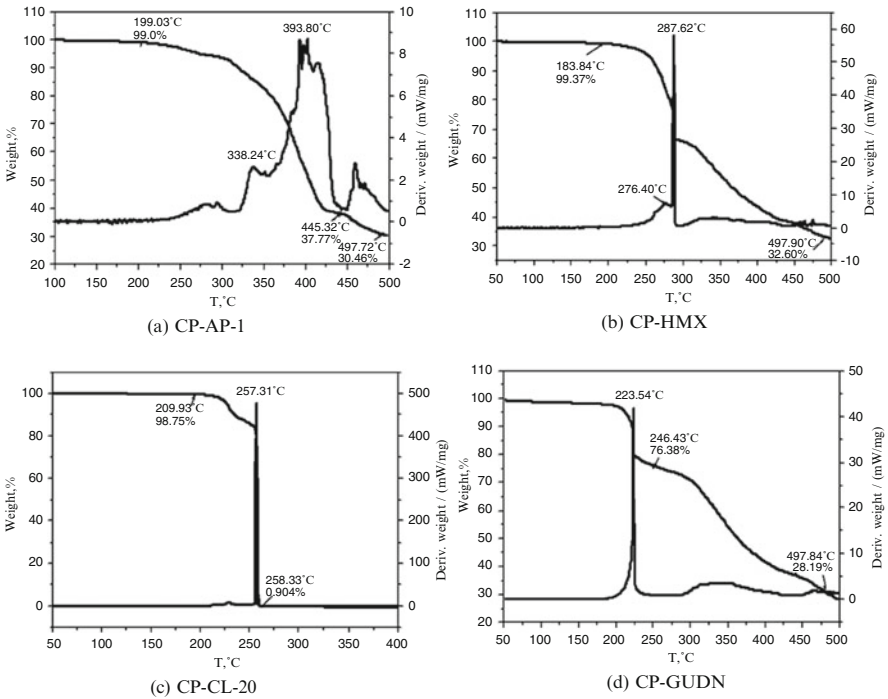 110
100
90
80
70
60
50
40
30
20
Weight,%
199.03˚C
99.0%
393.80˚C
338.24˚C
445.32˚C
37.77%
497.72˚C
30.46%
10
8
6
4
2
0
-2
Deriv. weight / (mW/mg)
100 150 200 250 300 350 400 450 500
T,˚C
(a) CP-AP-1
110
100
90
80
70
60
50
40
30
Weight,%
287.62˚C
183.84˚C
99.37%
276.40˚C
497.90˚C
32.60%
60
50
40
30
20
10
0
-10
Deriv. weight / (mW/mg)
50 100 150 200 250 300 350 400 450 500
T,˚C
(b) CP-HMX
100
80
60
40
20
0
Weight,%
257.31˚C
209.93˚C
98.75%
258.33˚C
0.904%
500
400
300
200
100
0
Deriv. weight / (mW/mg)
50 100 150 200 250 300 350 400
T,˚C
(c) CP-CL-20
110
100
90
80
70
60
50
40
30
20
Weight,%
223.54˚C
246.43˚C
76.38%
497.84˚C
28.19%
50
40
30
20
10
0
Deriv. weight / (mW/mg)
50 100 150 200 250 300 350 400 450 500
T,˚C
(d) CP-GUDN